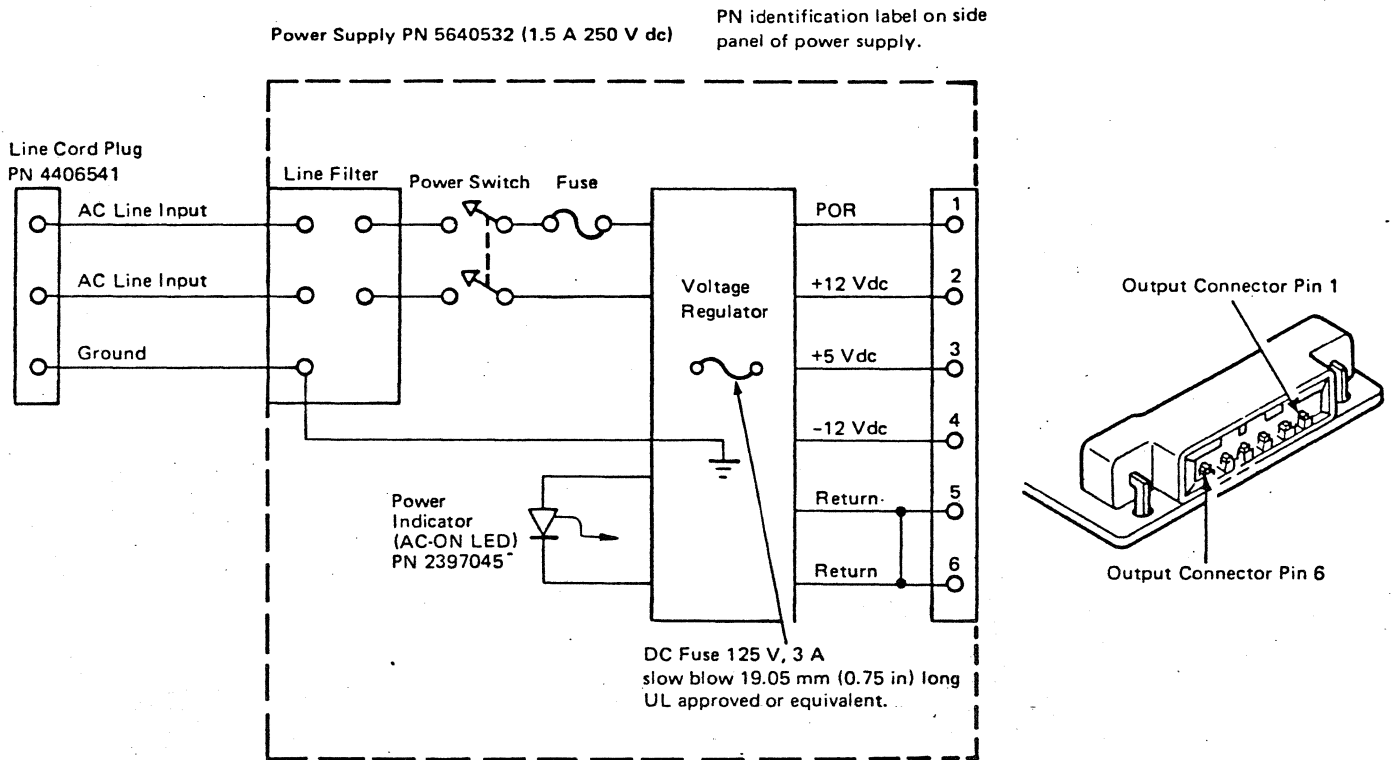 Power Supply PN 5640532 (1.5 A 250 V dc)
PN identification label on side
panel of power supply.
Line Cord Plug
PN 4406541
Line Filter
Power Switch
Fuse
AC Line Input
AC Line Input
Ground
Voltage
Regulator
POR
1
+12 Vdc
2
+5 Vdc
3
-12 Vdc
4
Return
5
Return
6
Power
Indicator
(AC-ON LED)
PN 2397045
DC Fuse 125 V, 3 A
slow blow 19.05 mm (0.75 in) long
UL approved or equivalent.
Output Connector Pin 1
Output Connector Pin 6